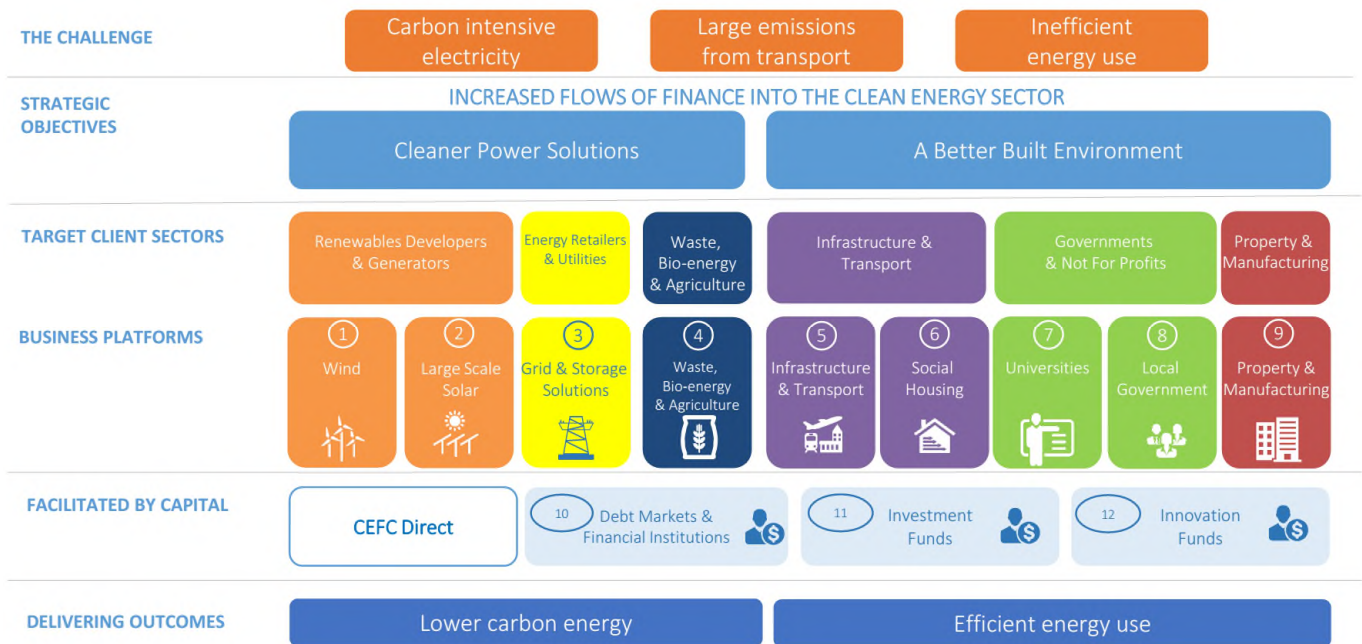 THE CHALLENGE
Carbon intensive
electricity
Large emissions
from transport
Inefficient
energy use
STRATEGIC
OBJECTIVES
INCREASED FLOWS OF FINANCE INTO THE CLEAN ENERGY SECTOR
Cleaner Power Solutions
A Better Built Environment
TARGET CLIENT SECTORS
Renewables Developers
& Generators
Energy Retailers
& Utilities
Waste,
Bio-energy
& Agriculture
Infrastructure &
Transport
Governments
& Not For Profits
Property &
Manufacturing
BUSINESS PLATFORMS
1
Wind
2
Large Scale
Solar
3
Grid & Storage
Solutions
4
Waste,
Bio-energy
& Agriculture
5
Infrastructure
& Transport
6
Social
Housing
7
Universities
8
Local
Government
9
Property &
Manufacturing
FACILITATED BY CAPITAL
CEFC Direct
10
Debt Markets &
Financial Institutions
$
11
Investment
Funds
$
12
Innovation
Funds
$
DELIVERING OUTCOMES
Lower carbon energy
Efficient energy use